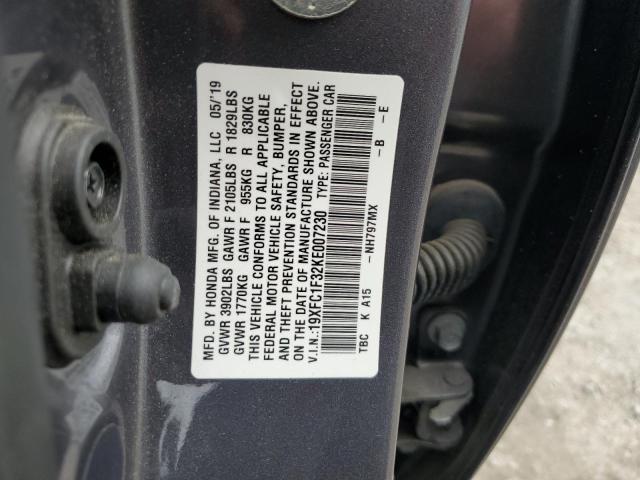 MFD. BY HONDA MFG. OF INDIANA, LLC 05/'19
GVWR 3902LBS GAWR F 2105LBS R 1829LBS
GVWR 1770KG GAWR F 955KG R 830KG
THIS VEHICLE CONFORMS TO ALL APPLICABLE
FEDERAL MOTOR VEHICLE SAFETY, BUMPER,
AND THEFT PREVENTION STANDARDS IN EFFECT
ON THE DATE OF MANUFACTURE SHOWN ABOVE.
V.I.N.:19XFC1F32KE007230 TYPE: PASSENGER CAR
TBC K A15 -NH797MX -B -E